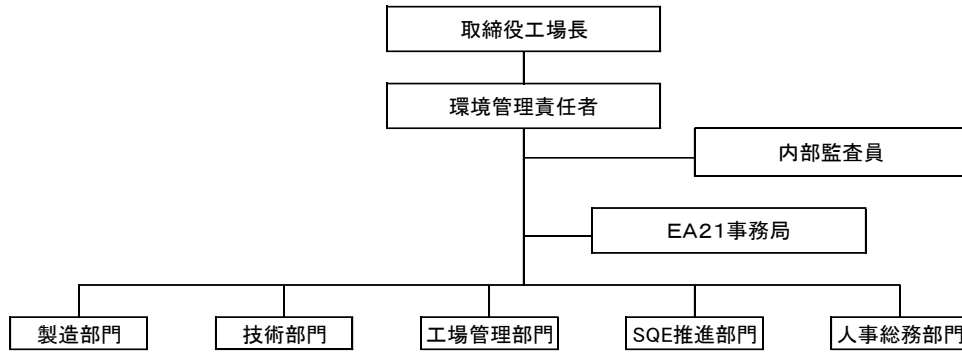 取締役工場長
環境管理責任者
内部監査員
EA21事務局
製造部門
技術部門
工場管理部門
SQE推進部門
人事総務部門